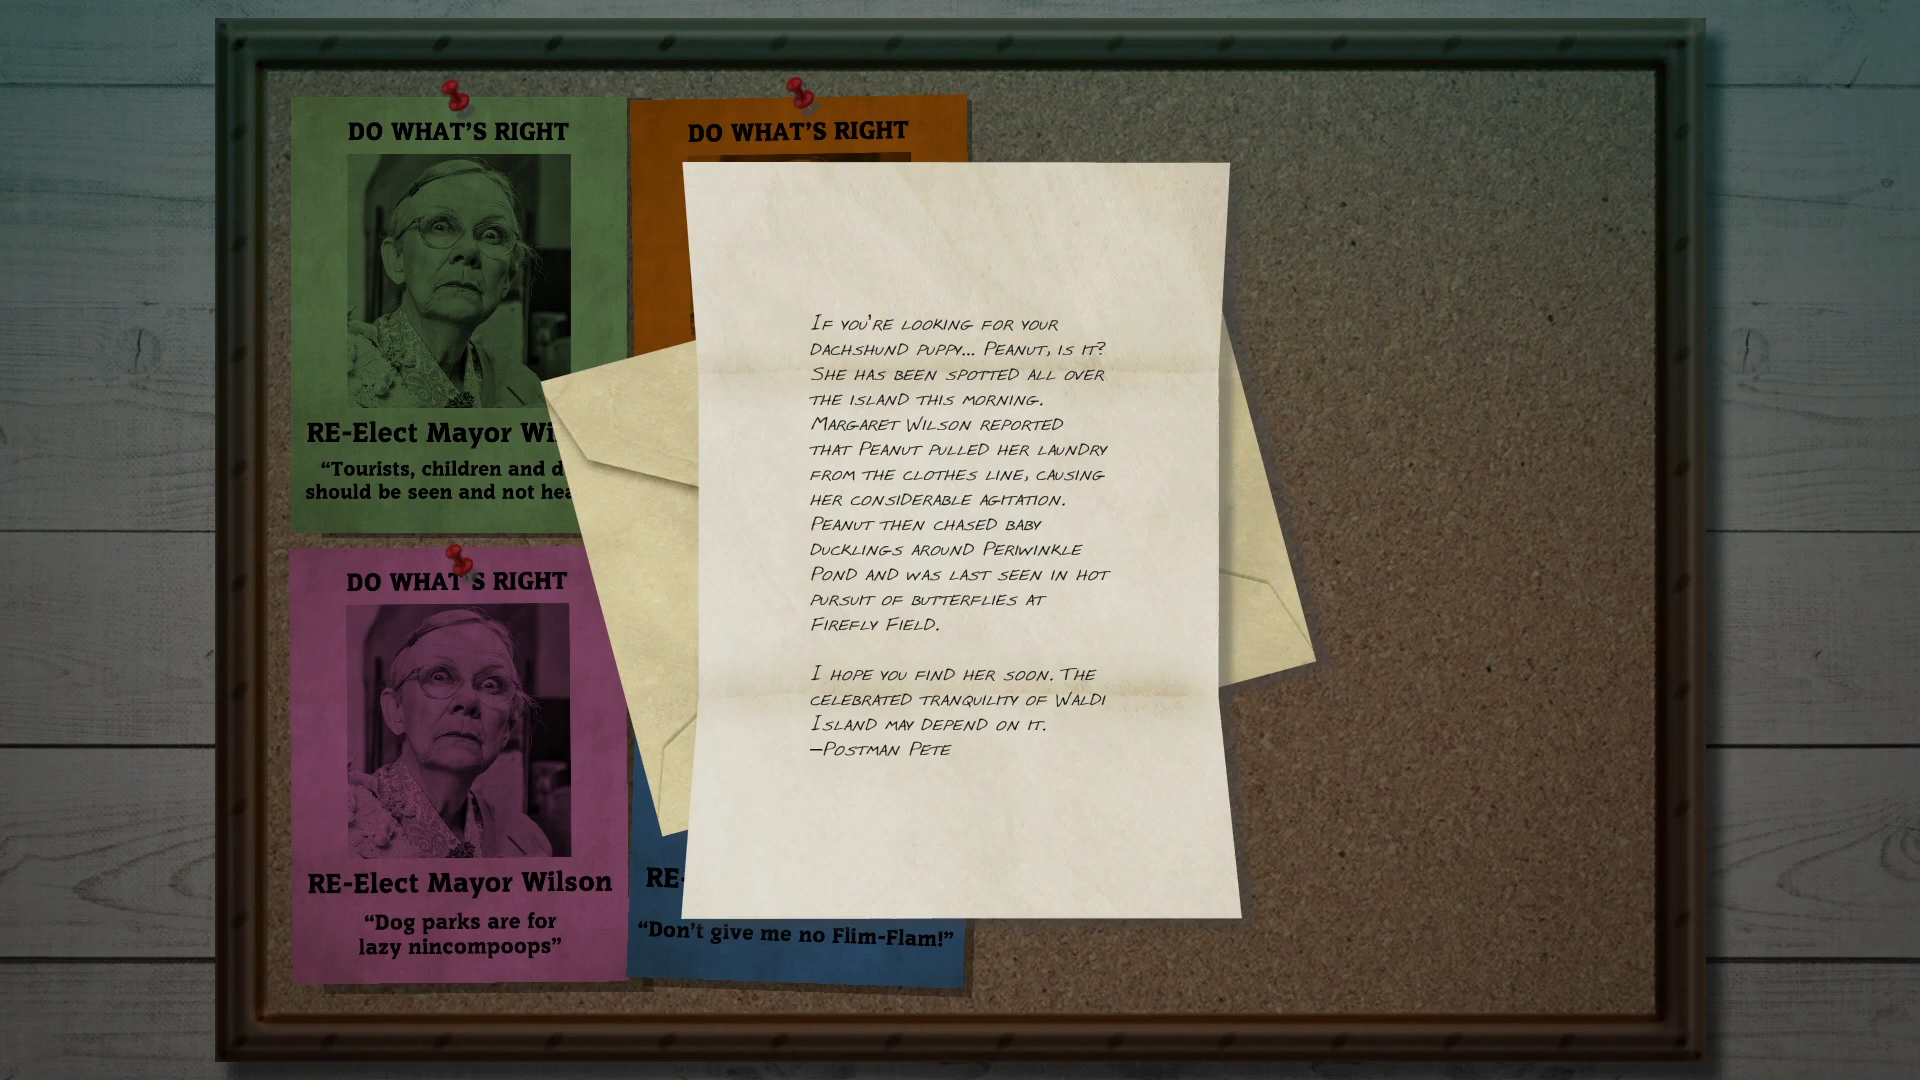 DO WHAT'S RIGHT
RE-Elect Mayor
"Tourists, children and
should be seen and not
DO WHAT'S RIGHT
DO WHAT'S RIGHT
RE-Elect Mayor Wilson
"Dog parks are for
lazy nincompoops"
"Don't give me no Flim-Flam!"
IF YOU'RE LOOKING FOR YOUR
DACHSHUND PUPPY... PEANUT, IS IT?
SHE HAS BEEN SPOTTED ALL OVER
THE ISLAND THIS MORNING.
MARGARET WILSON REPORTED
THAT PEANUT PULLED HER LAUNDRY
FROM THE CLOTHES LINE, CAUSING
HER CONSIDERABLE AGITATION.
PEANUT THEN CHASED BABY
DUCKLINGS AROUND PERIWINKLE
POND AND WAS LAST SEEN IN HOT
PURSUIT OF BUTTERFLIES AT
FIREFLY FIELD.
I HOPE YOU FIND HER SOON. THE
CELEBRATED TRANQUILITY OF WALDI
ISLAND MAY DEPEND ON IT.
–POSTMAN PETE